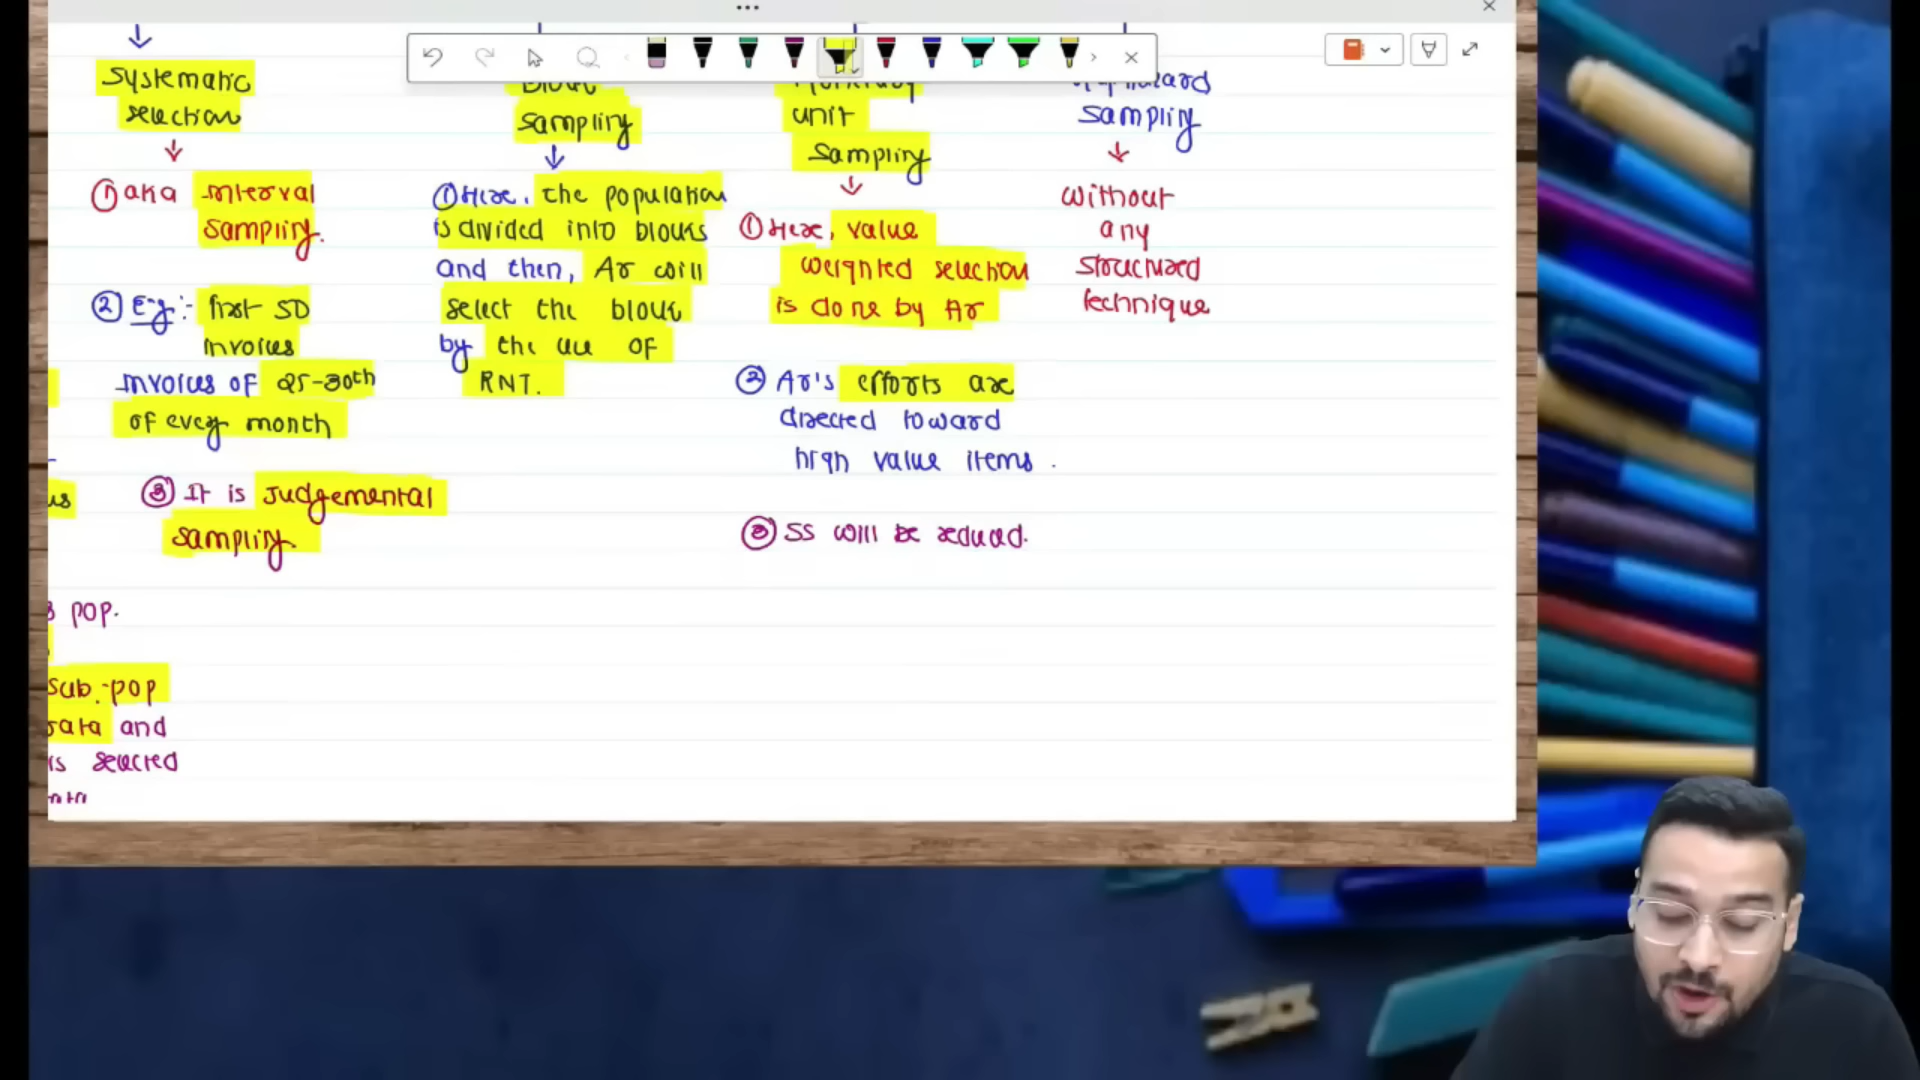 Systematic
selection
① aka interval
sampling.
② E.g:- first 50
invoices
invoices of 25-30th
of every month
③ It is Judgemental
sampling.
Block
sampling
① Here, the population
is divided into blocks
and then, Ar will
select the block
by the use of
RNT.
Monetary
unit
sampling
① Here, value
weighted selection
is done by Ar
② Ar's efforts are
directed toward
high value items.
③ SS will be reduced.
Haphazard
sampling
without
any
structured
technique
pop.
Sub-pop
and
is selected